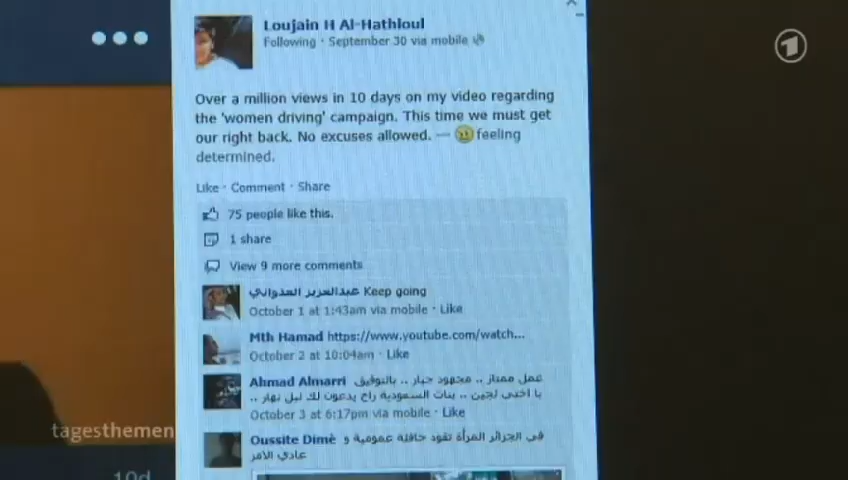 Loujain H Al-Hathloul
Following · September 30 via mobile
1
Over a million views in 10 days on my video regarding
the 'women driving' campaign. This time we must get
our right back. No excuses allowed. — feeling
determined.
Like · Comment · Share
75 people like this.
1 share
View 9 more comments
عبدالعزيز العدواني Keep going
October 1 at 1:43am via mobile · Like
Mth Hamad https://www.youtube.com/watch...
October 2 at 10:04am · Like
Ahmad Almarri عمل ممتاز .. مجهود جبار .. بالتوفيق
يا اختي لجين .. بنات السعودية راح يدعون لك ليل نهار ..
October 3 at 6:17pm via mobile · Like
tagesthemen
Oussite Dimè في الجزائر المرأة تقود حافلة عمومية و
عادي الامر
10d